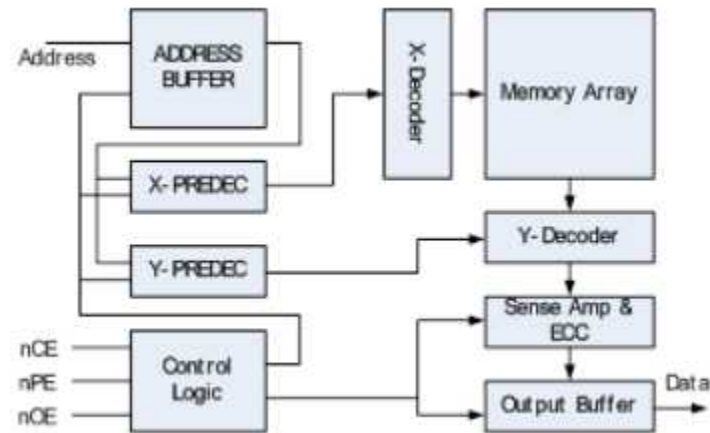 Address
ADDRESS
BUFFER
X-Decoder
Memory Array
X-PREDEC
Y-PREDEC
Y-Decoder
Sense Amp &
ECC
nCE
nPE
nOE
Control
Logic
Output Buffer
Data